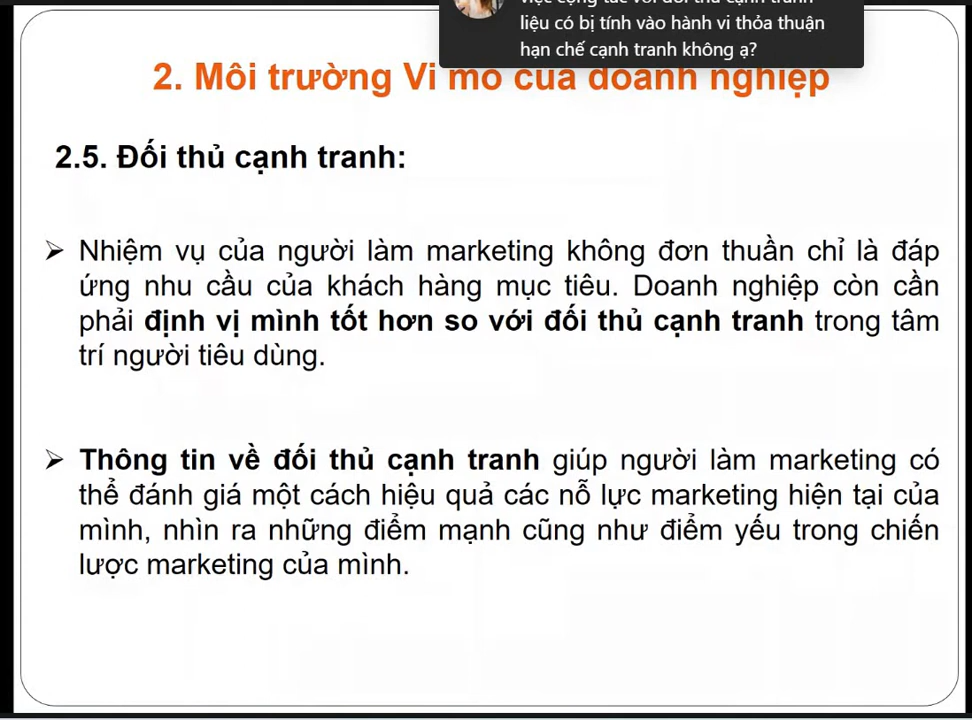 liệu có bị tính vào hành vi thỏa thuận
hạn chế cạnh tranh không ạ?
2. Môi trường Vi mô của doanh nghiệp
2.5. Đối thủ cạnh tranh:
➢ Nhiệm vụ của người làm marketing không đơn thuần chỉ là đáp
ứng nhu cầu của khách hàng mục tiêu. Doanh nghiệp còn cần
phải định vị mình tốt hơn so với đối thủ cạnh tranh trong tâm
trí người tiêu dùng.
➢ Thông tin về đối thủ cạnh tranh giúp người làm marketing có
thể đánh giá một cách hiệu quả các nỗ lực marketing hiện tại của
mình, nhìn ra những điểm mạnh cũng như điểm yếu trong chiến
lược marketing của mình.